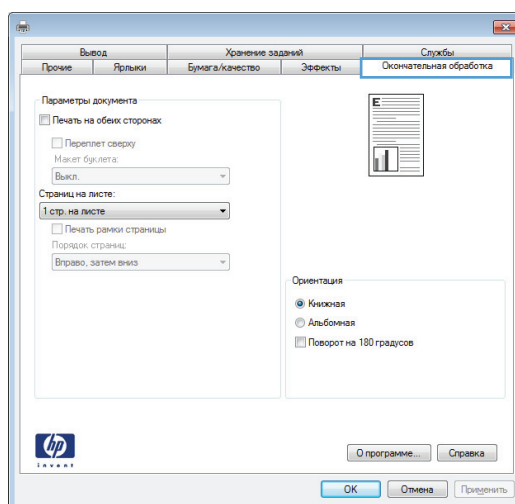 Вывод Хранение заданий Службы
Прочие Ярлыки Бумага/качество Эффекты Окончательная обработка
Параметры документа
Печать на обеих сторонах
Переплет сверху
Макет буклета:
Выкл.
Страниц на листе:
1 стр. на листе
Печать рамки страницы
Порядок страниц:
Вправо, затем вниз
E
Ориентация
Книжная
Альбомная
Поворот на 180 градусов
hp
invent
О программе... Справка
OK Отмена Применить